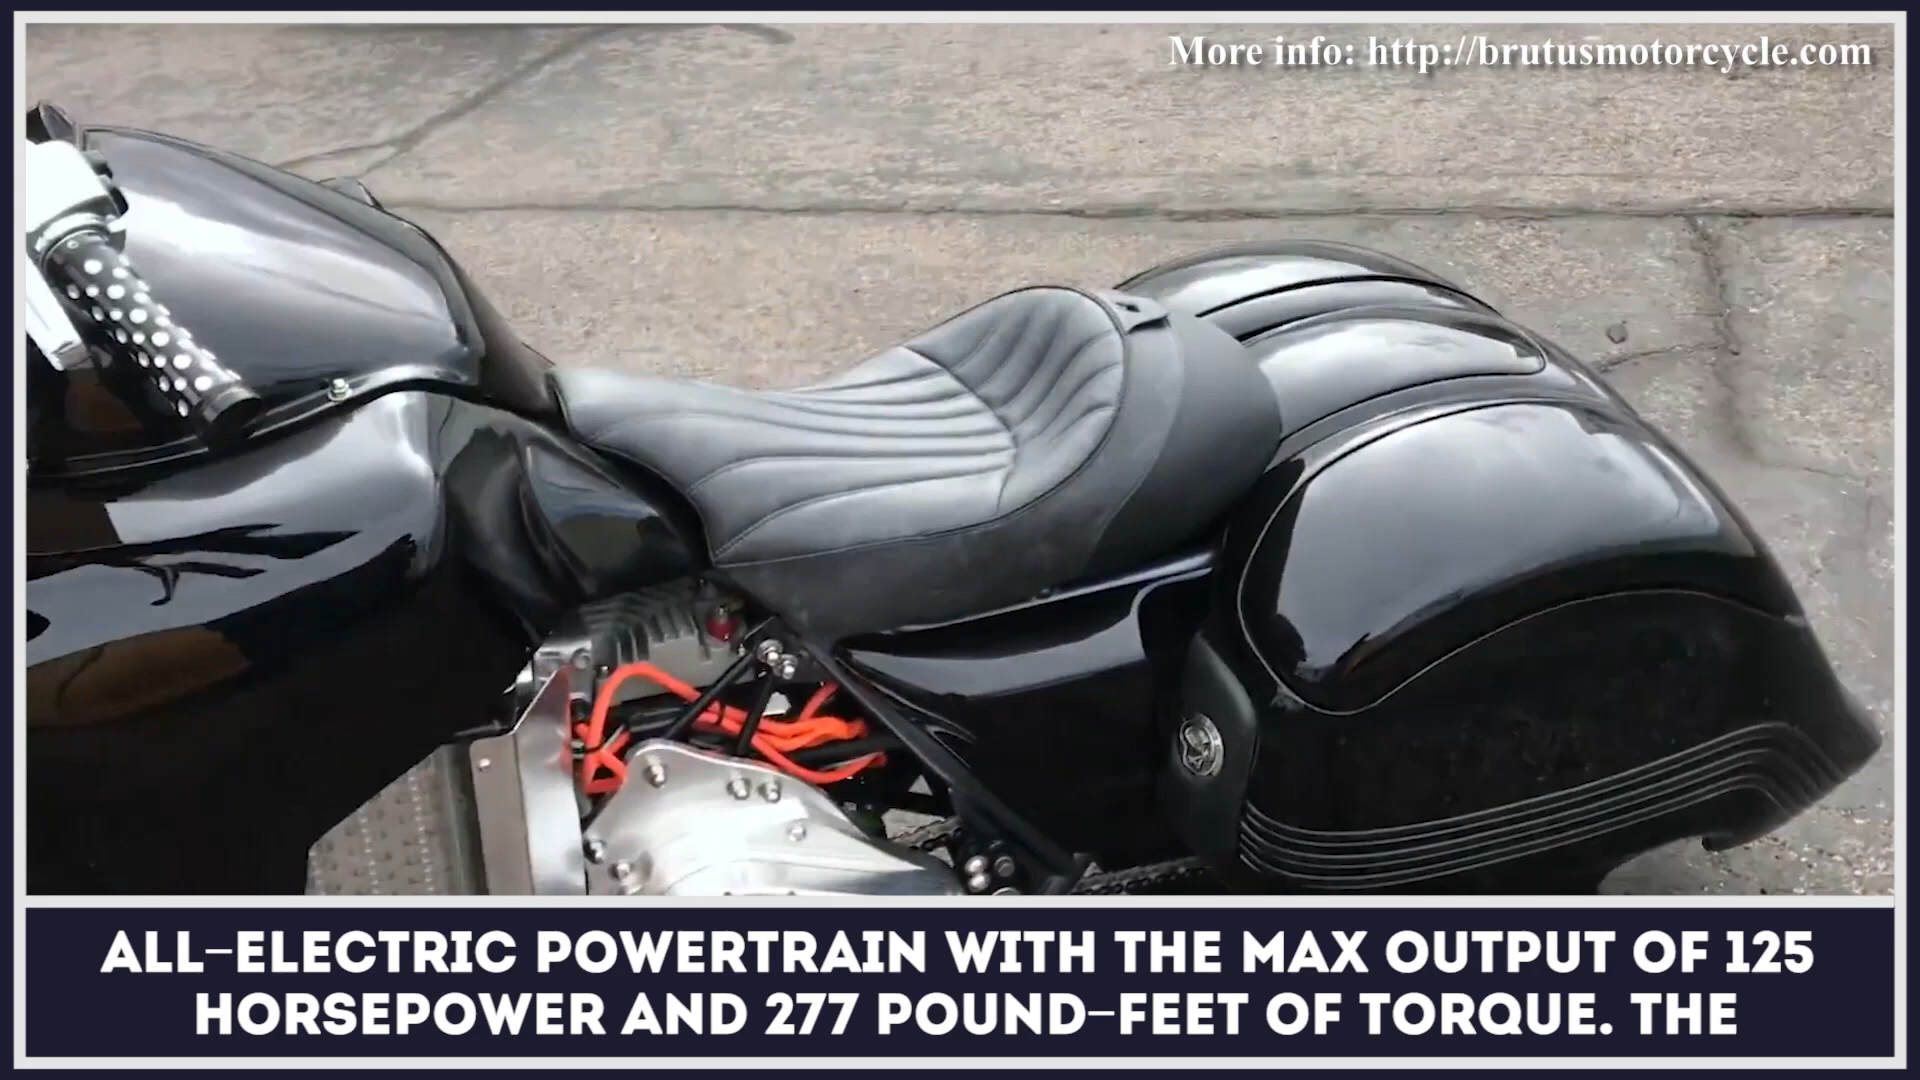 More info: http://brutusmotorcycle.com
ALL–ELECTRIC POWERTRAIN WITH THE MAX OUTPUT OF 125
HORSEPOWER AND 277 POUND–FEET OF TORQUE. THE